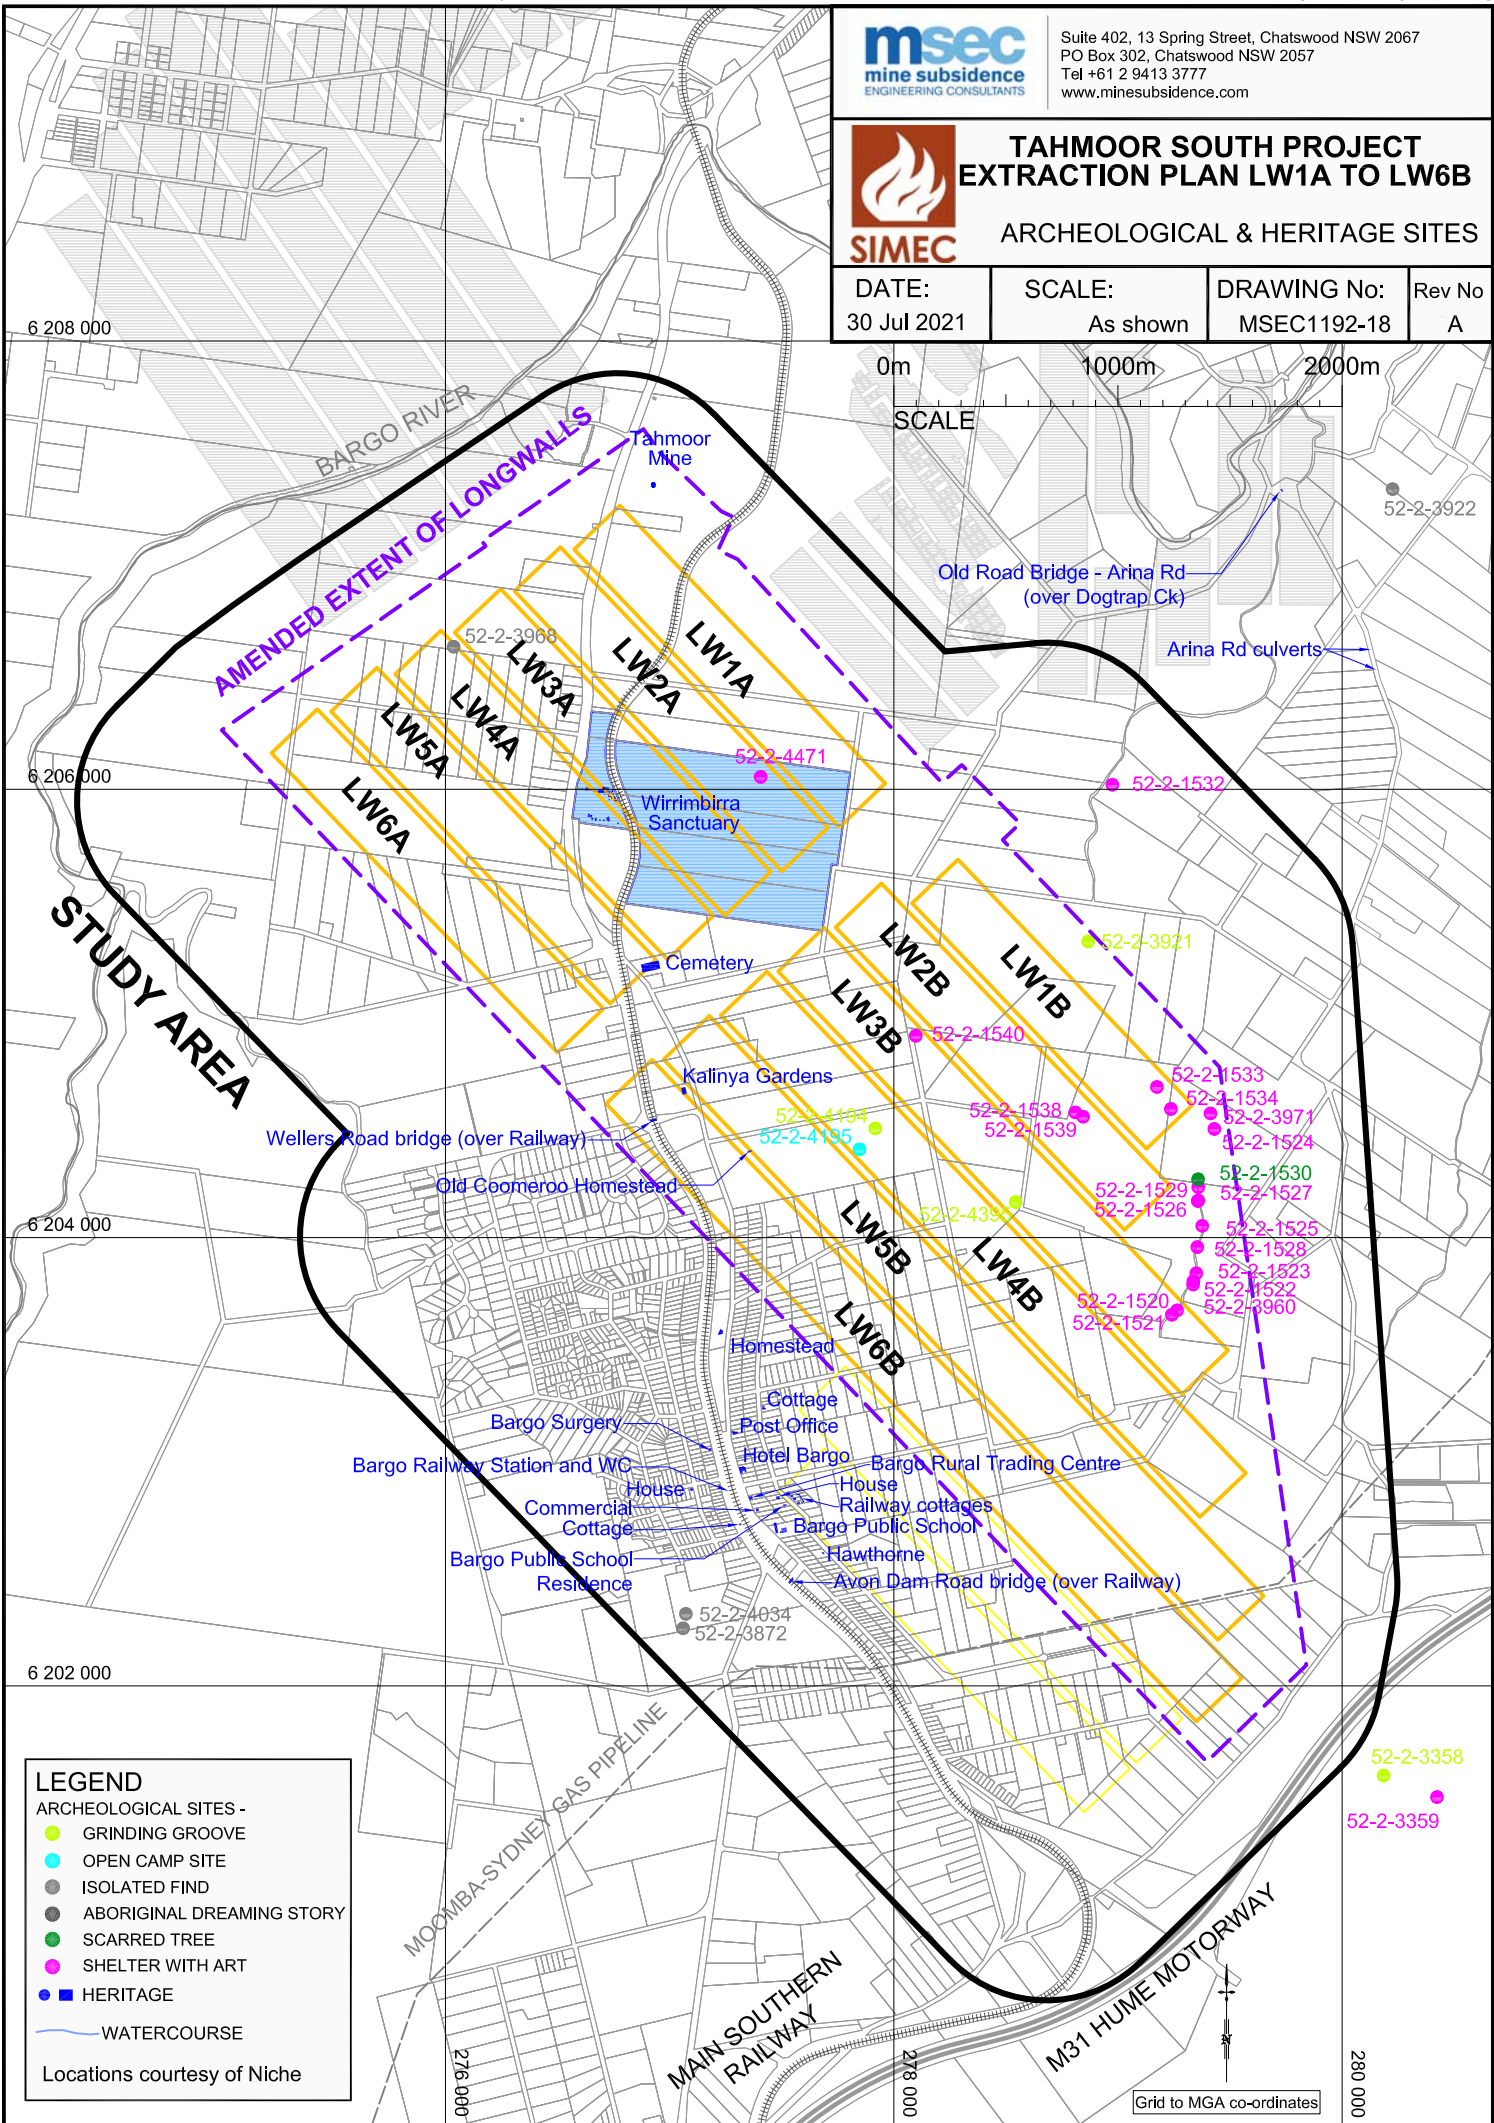 msec
mine subsidence
ENGINEERING CONSULTANTS
Suite 402, 13 Spring Street, Chatswood NSW 2067
PO Box 302, Chatswood NSW 2057
Tel +61 2 9413 3777
www.minesubsidence.com
SIMEC
TAHMOOR SOUTH PROJECT
EXTRACTION PLAN LW1A TO LW6B
ARCHEOLOGICAL & HERITAGE SITES
DATE:
30 Jul 2021
SCALE:
As shown
DRAWING No:
MSEC1192-18
Rev No
A
6 208 000
0m
1000m
2000m
SCALE
BARGO RIVER
AMENDED EXTENT OF LONGWALLS
Tahmoor
Mine
52-2-3922
Old Road Bridge - Arina Rd
(over Dogtrap Ck)
Arina Rd culverts
52-2-3968
LW1A
LW2A
LW3A
LW4A
LW5A
LW6A
52-2-4471
6 206 000
52-2-1532
Wirrimbirra
Sanctuary
STUDY AREA
52-2-3921
Cemetery
LW1B
LW2B
LW3B
52-2-1540
Kalinya Gardens
52-2-1533
52-2-1534
52-2-3971
52-2-1524
52-2-1538
52-2-1539
52-2-4194
52-2-4195
Wellers Road bridge (over Railway)
Old Coomeroo Homestead
52-2-1530
52-2-1529
52-2-1527
52-2-1526
52-2-4395
6 204 000
52-2-1525
52-2-1528
52-2-1523
52-2-1522
52-2-3960
52-2-1520
52-2-1521
LW5B
LW4B
LW6B
Homestead
Cottage
Post Office
Bargo Surgery
Hotel Bargo
Bargo Railway Station and WC
Bargo Rural Trading Centre
House
House
Railway cottages
Commercial
Cottage
Bargo Public School
Bargo Public School
Residence
Hawthorne
Avon Dam Road bridge (over Railway)
52-2-4034
52-2-3872
6 202 000
MOOMBA-SYDNEY GAS PIPELINE
52-2-3358
52-2-3359
LEGEND
ARCHEOLOGICAL SITES -
GRINDING GROOVE
OPEN CAMP SITE
ISOLATED FIND
ABORIGINAL DREAMING STORY
SCARRED TREE
SHELTER WITH ART
HERITAGE
WATERCOURSE
Locations courtesy of Niche
MAIN SOUTHERN
RAILWAY
M31 HUME MOTORWAY
N
276 000
278 000
280 000
Grid to MGA co-ordinates